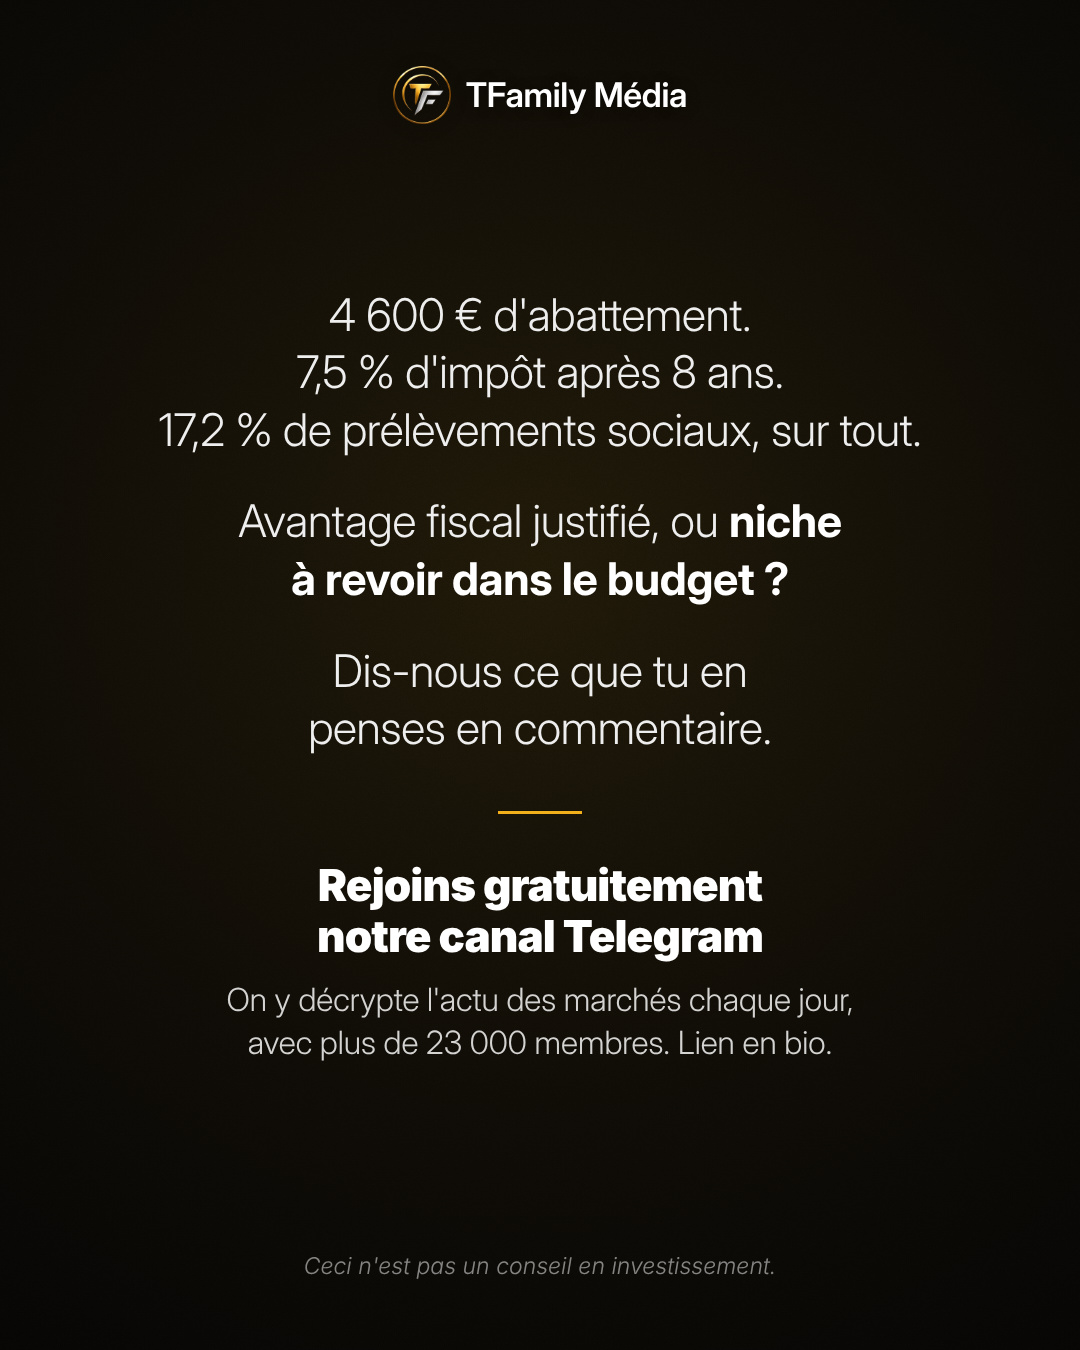 TF TFamily Média
4 600 € d'abattement.
7,5 % d'impôt après 8 ans.
17,2 % de prélèvements sociaux, sur tout.
Avantage fiscal justifié, ou niche
à revoir dans le budget ?
Dis-nous ce que tu en
penses en commentaire.
Rejoins gratuitement
notre canal Telegram
On y décrypte l'actu des marchés chaque jour,
avec plus de 23 000 membres. Lien en bio.
Ceci n'est pas un conseil en investissement.